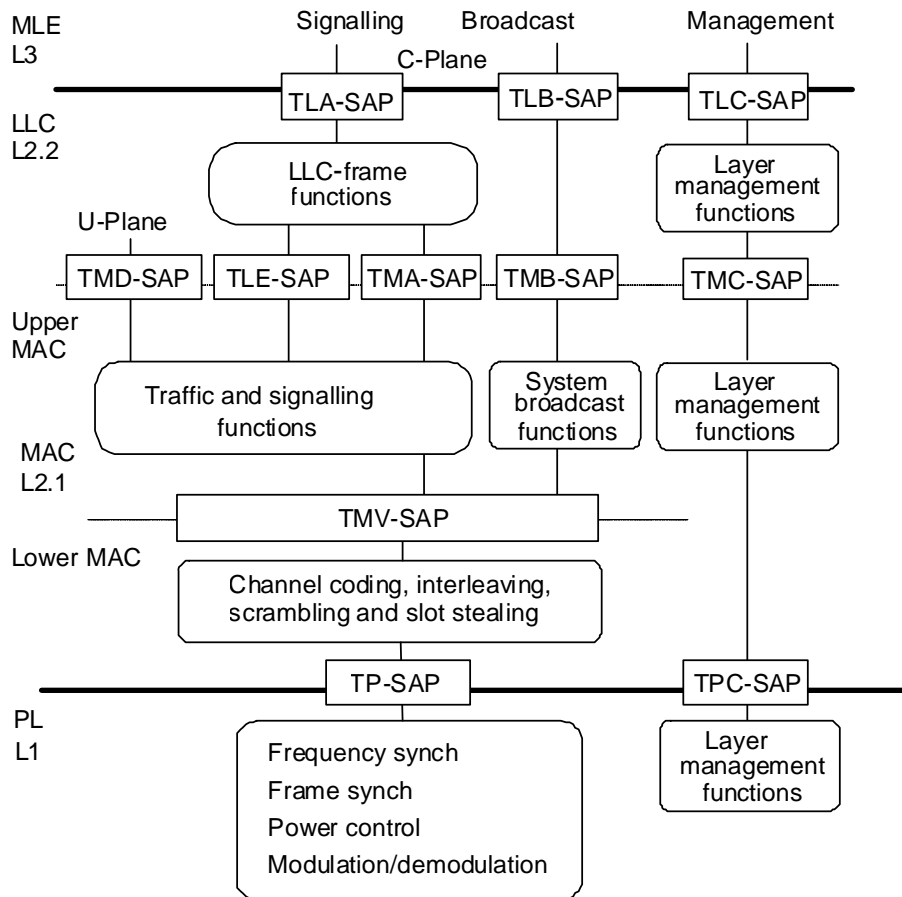 MLE
L3
Signalling
Broadcast
Management
C-Plane
TLA-SAP
TLB-SAP
TLC-SAP
LLC
L2.2
LLC-frame
functions
Layer
management
functions
U-Plane
TMD-SAP
TLE-SAP
TMA-SAP
TMB-SAP
TMC-SAP
Upper
MAC
Traffic and signalling
functions
System
broadcast
functions
Layer
management
functions
MAC
L2.1
TMV-SAP
Lower MAC
Channel coding, interleaving,
scrambling and slot stealing
TP-SAP
TPC-SAP
PL
L1
Frequency synch
Frame synch
Power control
Modulation/demodulation
Layer
management
functions